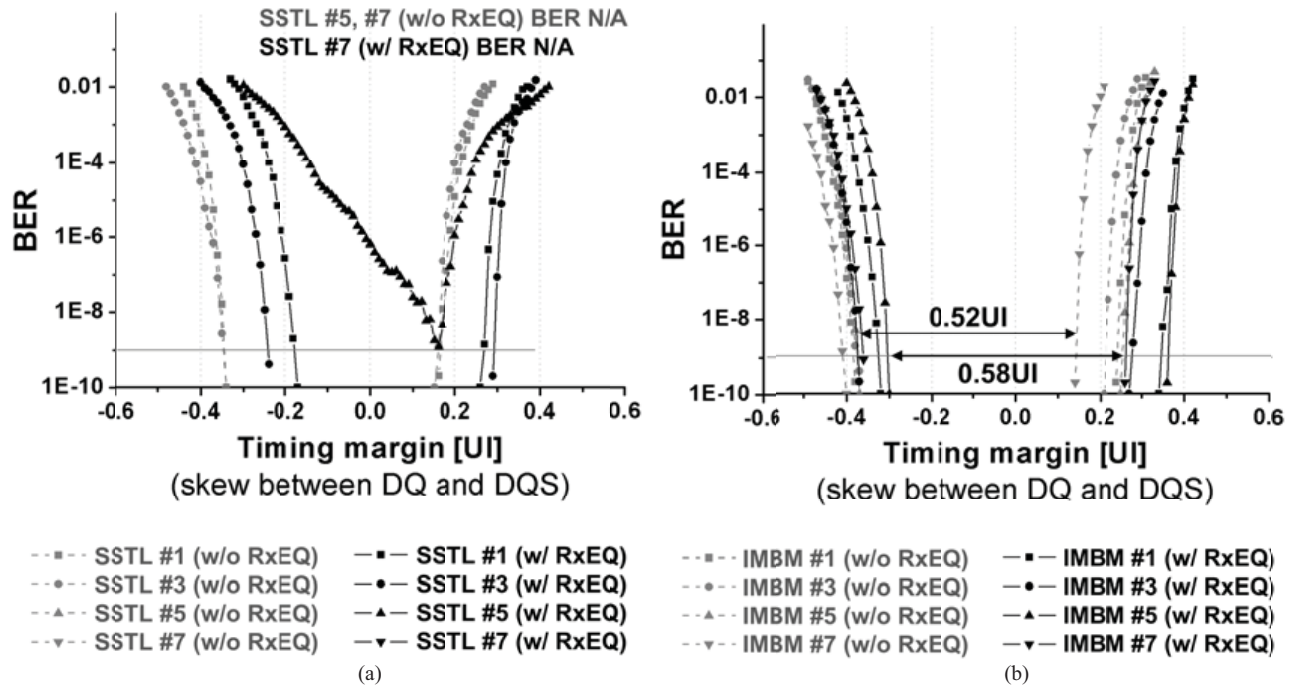 SSTL #5, #7 (w/o RxEQ) BER N/A
SSTL #7 (w/ RxEQ) BER N/A
BER
0.01
1E-4
1E-6
1E-8
1E-10
-0.6 -0.4 -0.2 0.0 0.2 0.4 0.6
Timing margin [UI]
(skew between DQ and DQS)
SSTL #1 (w/o RxEQ)
SSTL #3 (w/o RxEQ)
SSTL #5 (w/o RxEQ)
SSTL #7 (w/o RxEQ)
SSTL #1 (w/ RxEQ)
SSTL #3 (w/ RxEQ)
SSTL #5 (w/ RxEQ)
SSTL #7 (w/ RxEQ)
(a)
BER
0.01
1E-4
1E-6
1E-8
1E-10
0.52UI
0.58UI
-0.6 -0.4 -0.2 0.0 0.2 0.4 0.6
Timing margin [UI]
(skew between DQ and DQS)
IMBM #1 (w/o RxEQ)
IMBM #3 (w/o RxEQ)
IMBM #5 (w/o RxEQ)
IMBM #7 (w/o RxEQ)
IMBM #1 (w/ RxEQ)
IMBM #3 (w/ RxEQ)
IMBM #5 (w/ RxEQ)
IMBM #7 (w/ RxEQ)
(b)